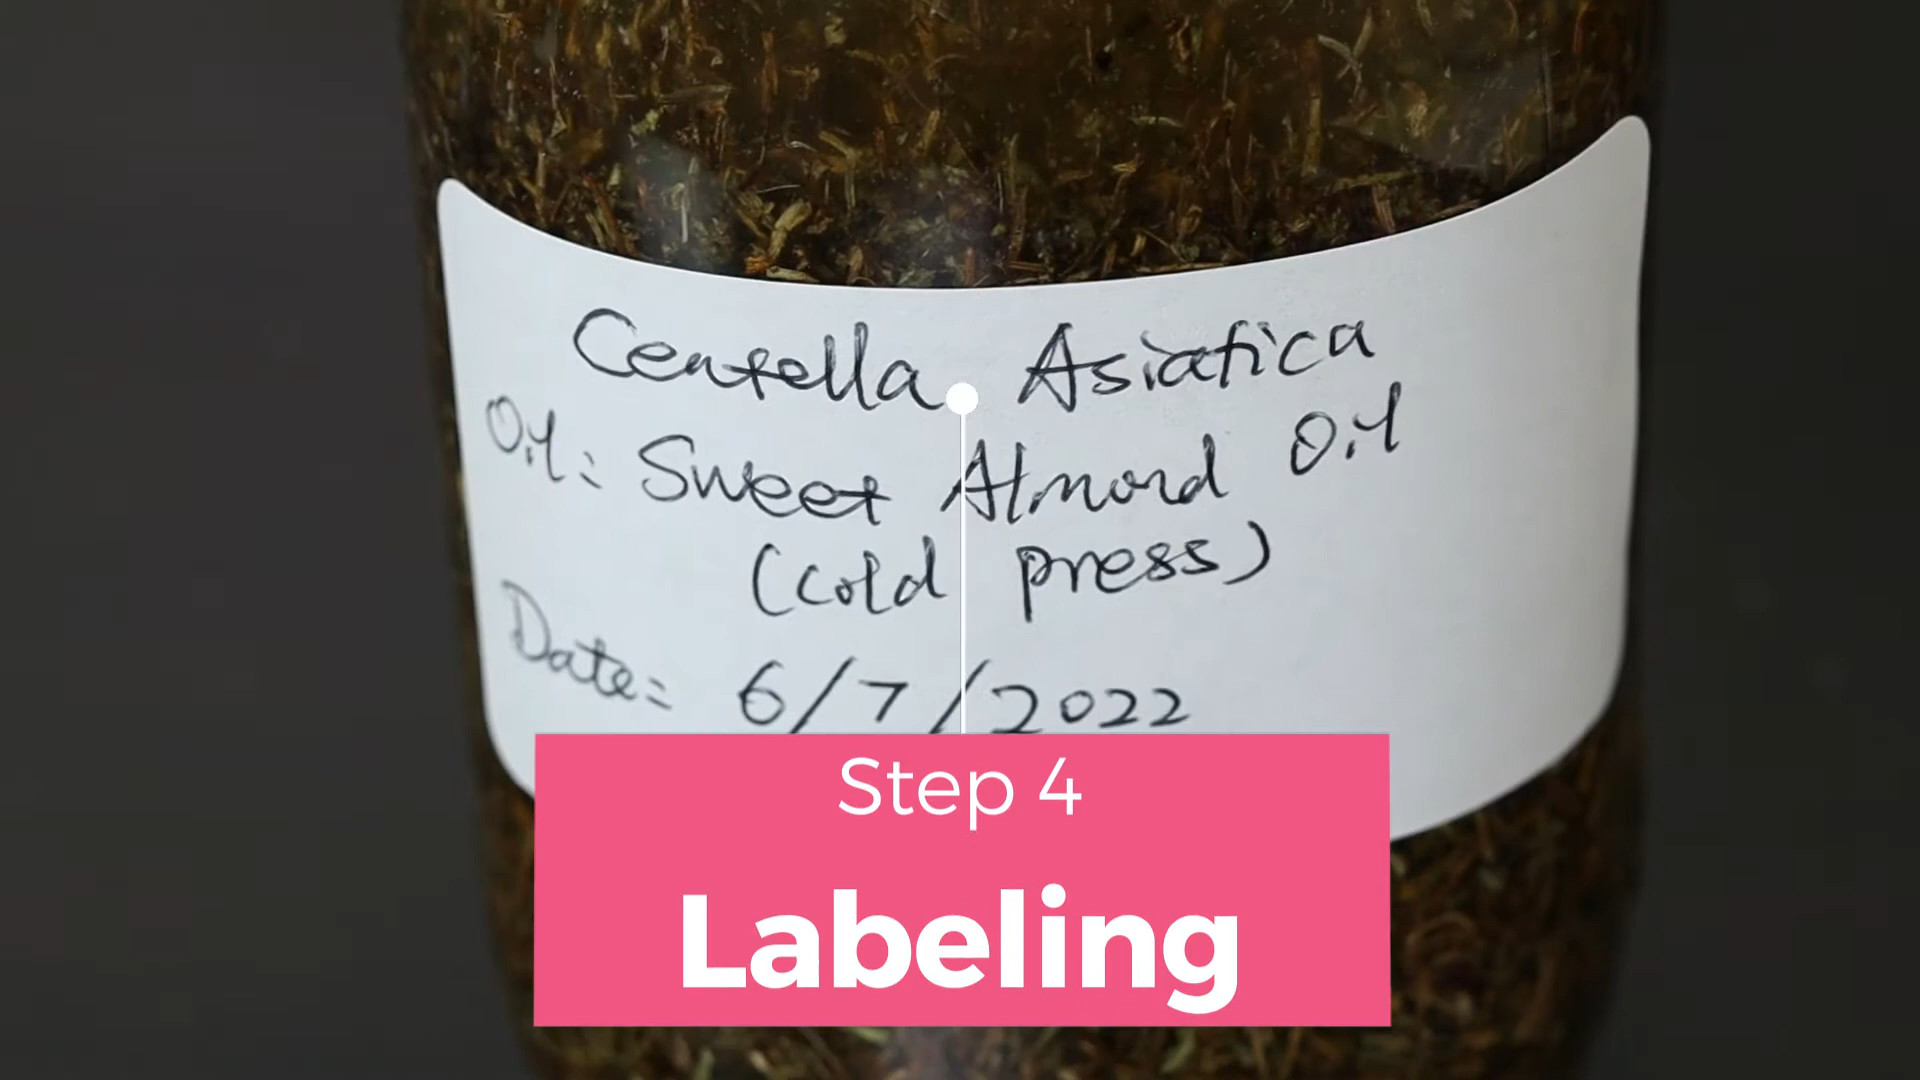 Centella Asiatica
Oil: Sweet Almond Oil
(cold press)
Date: 6/7/2022
Step 4
Labeling